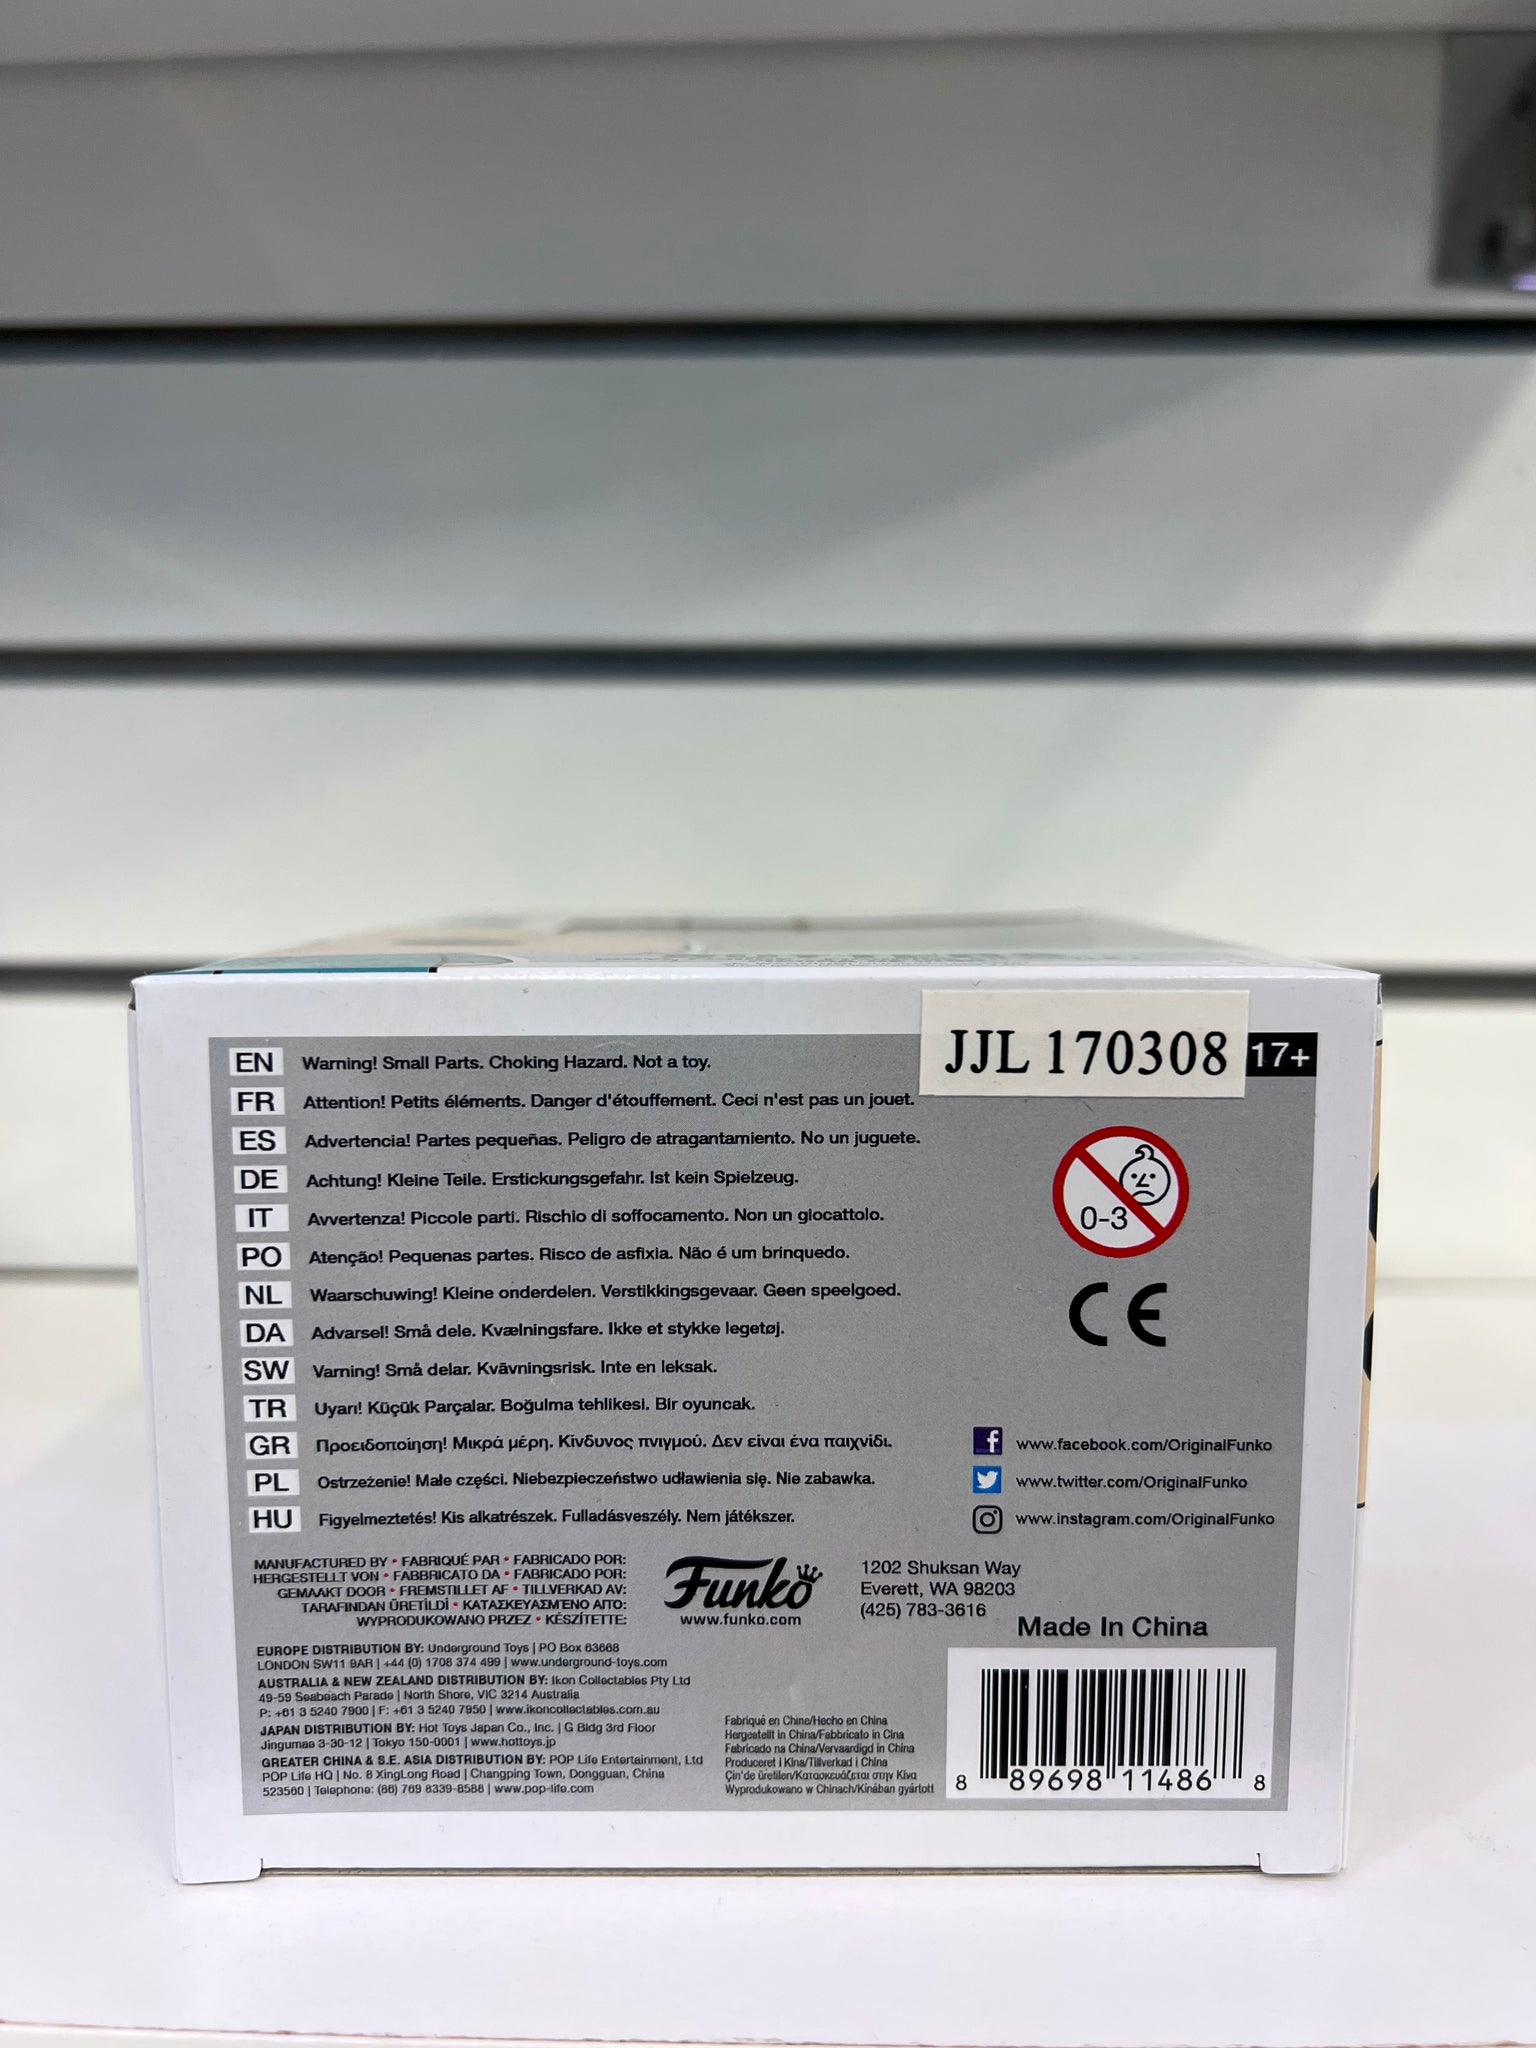 JJL 170308
17+
EN Warning! Small Parts. Choking Hazard. Not a toy.
FR Attention! Petits éléments. Danger d'étouffement. Ceci n'est pas un jouet.
ES Advertencia! Partes pequeñas. Peligro de atragantamiento. No un juguete.
DE Achtung! Kleine Teile. Erstickungsgefahr. Ist kein Spielzeug.
IT Avvertenza! Piccole parti. Rischio di soffocamento. Non un giocattolo.
PO Atenção! Pequenas partes. Risco de asfixia. Não é um brinquedo.
NL Waarschuwing! Kleine onderdelen. Verstikkingsgevaar. Geen speelgoed.
DA Advarsel! Små dele. Kvælningsfare. Ikke et stykke legetøj.
SW Varning! Små delar. Kvävningsrisk. Inte en leksak.
TR Uyarı! Küçük Parçalar. Boğulma tehlikesi. Bir oyuncak.
GR Προειδοποίηση! Μικρά μέρη. Κίνδυνος πνιγμού. Δεν είναι ένα παιχνίδι.
PL Ostrzeżenie! Małe części. Niebezpieczeństwo udławienia się. Nie zabawka.
HU Figyelmeztetés! Kis alkatrészek. Fulladásveszély. Nem játékszer.
0-3
CE
www.facebook.com/OriginalFunko
www.twitter.com/OriginalFunko
www.instagram.com/OriginalFunko
MANUFACTURED BY • FABRIQUÉ PAR • FABRICADO POR:
HERGESTELLT VON • FABBRICATO DA • FABRICADO POR:
GEMAAKT DOOR • FREMSTILLET AF • TILLVERKAD AV:
TARAFINDAN ÜRETİLDİ • ΚΑΤΑΣΚΕΥΑΣΜΈΝΟ ΑΠΌ:
WYPRODUKOWANO PRZEZ • KÉSZÍTETTE:
Funko
www.funko.com
1202 Shuksan Way
Everett, WA 98203
(425) 783-3616
Made In China
EUROPE DISTRIBUTION BY: Underground Toys | PO Box 63668
LONDON SW11 9AR | +44 (0) 1708 374 499 | www.underground-toys.com
AUSTRALIA & NEW ZEALAND DISTRIBUTION BY: Ikon Collectables Pty Ltd
49-59 Seabeach Parade | North Shore, VIC 3214 Australia
P: +61 3 5240 7900 | F: +61 3 5240 7950 | www.ikoncollectables.com.au
JAPAN DISTRIBUTION BY: Hot Toys Japan Co., Inc. | G Bldg 3rd Floor
Jingumae 3-30-12 | Tokyo 150-0001 | www.hottoys.jp
GREATER CHINA & S.E. ASIA DISTRIBUTION BY: POP Life Entertainment, Ltd
POP Life HQ | No. 8 XingLong Road | Changping Town, Dongguan, China
523560 | Telephone: (86) 769 8339-8588 | www.pop-life.com
Fabriqué en Chine/Hecho en China
Hergestellt in China/Fabbricato in Cina
Fabricado na China/Vervaardigd in China
Produceret i Kina/Tillverkad i China
Çin'de üretilen/Κατασκευάζεται στην Κίνα
Wyprodukowano w Chinach/Kínában gyártott
8 89698 11486 8